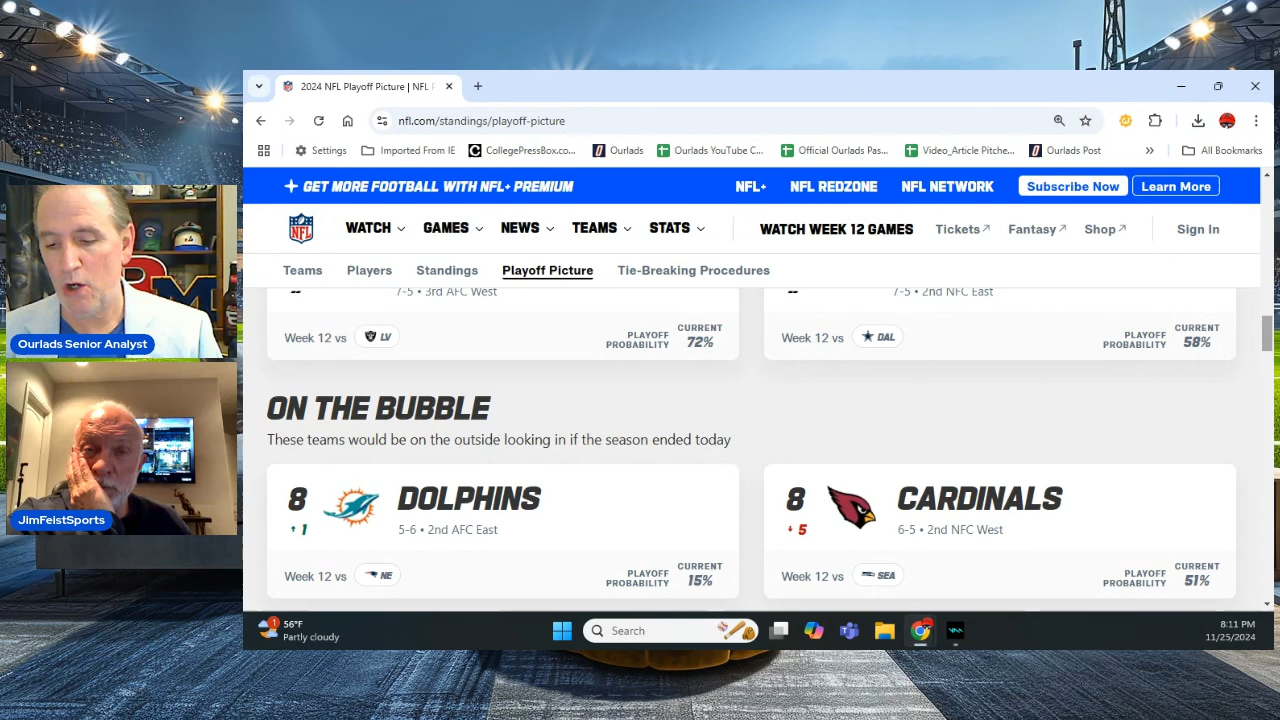 2024 NFL Playoff Picture | NFL P
nfl.com/standings/playoff-picture
Settings Imported From IE CollegePressBox.co... Ourlads Ourlads YouTube C... Official Ourlads Pas... Video_Article Pitche... Ourlads Post » All Bookmarks
GET MORE FOOTBALL WITH NFL+ PREMIUM NFL+ NFL REDZONE NFL NETWORK Subscribe Now Learn More
NFL WATCH GAMES NEWS TEAMS STATS WATCH WEEK 12 GAMES Tickets Fantasy Shop Sign In
Teams Players Standings Playoff Picture Tie-Breaking Procedures
-- 7-5 • 3rd AFC West
-- 7-5 • 2nd NFC East
Week 12 vs LV PLAYOFF PROBABILITY CURRENT 72%
Week 12 vs DAL PLAYOFF PROBABILITY CURRENT 58%
ON THE BUBBLE
These teams would be on the outside looking in if the season ended today
8 DOLPHINS
1 5-6 • 2nd AFC East
Week 12 vs NE PLAYOFF PROBABILITY CURRENT 15%
8 CARDINALS
5 6-5 • 2nd NFC West
Week 12 vs SEA PLAYOFF PROBABILITY CURRENT 51%
Ourlads Senior Analyst
JimFeistSports
1 56°F
Partly cloudy
Search
8:11 PM
11/25/2024